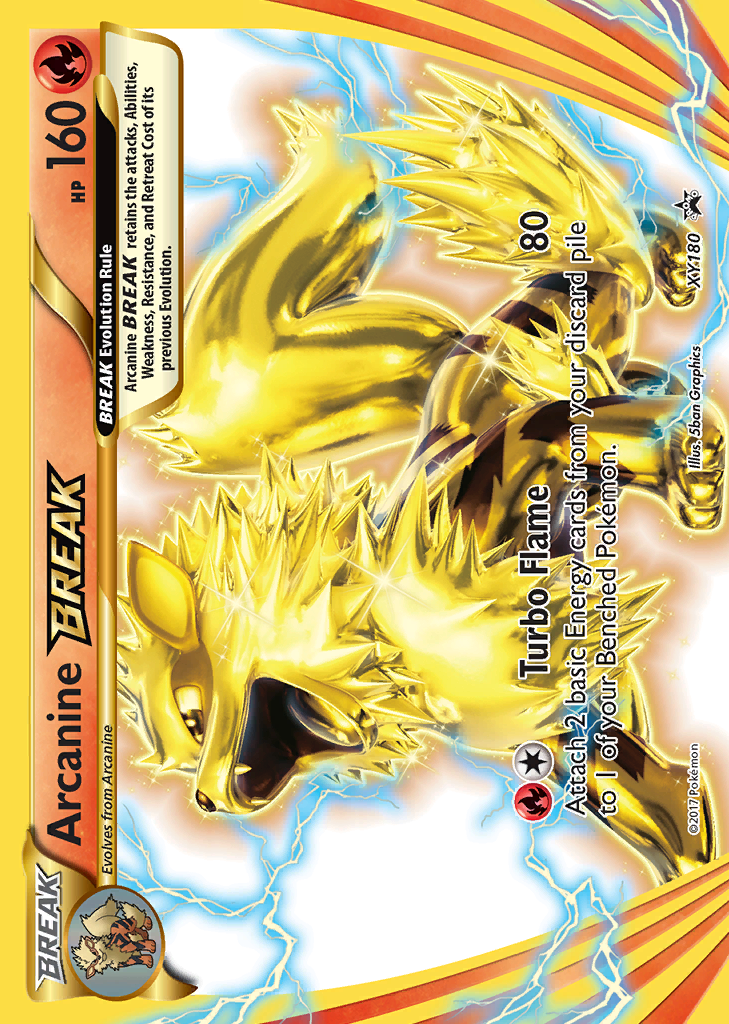 BREAK
Arcanine BREAK
HP 160
Evolves from Arcanine
BREAK Evolution Rule
Arcanine BREAK retains the attacks, Abilities,
Weakness, Resistance, and Retreat Cost of its
previous Evolution.
Turbo Flame 80
Attach 2 basic Energy cards from your discard pile
to 1 of your Benched Pokémon.
©2017 Pokémon
Illus. 5ban Graphics
XY180